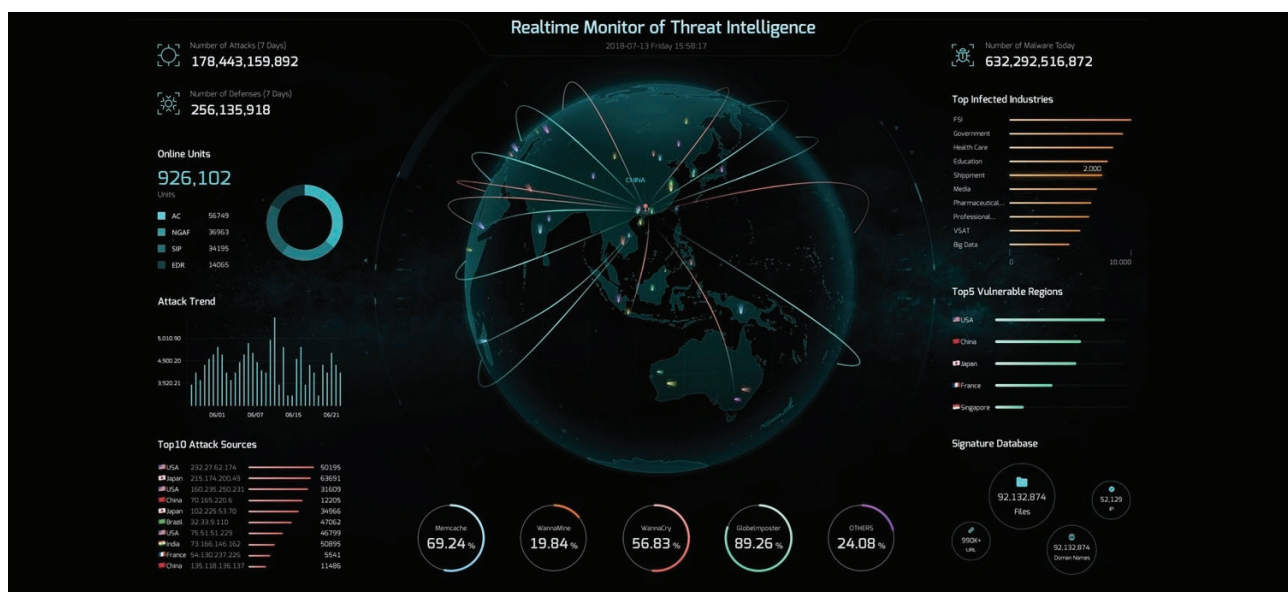 Realtime Monitor of Threat Intelligence
2018-07-13 Friday 15:58:17
Number of Attacks (7 Days)
178,443,159,892
Number of Defenses (7 Days)
256,135,918
Online Units
926,102
Units
AC 56749
NGAF 36963
SIP 34195
EDR 14065
Attack Trend
5,010.90
4,900.20
3,920.21
06/01 06/07 06/15 06/21
Top10 Attack Sources
USA 232.27.62.174 50195
Japan 215.174.200.49 63691
USA 160.235.250.231 31609
China 70.165.220.6 12205
Japan 102.225.53.70 34966
Brazil 32.33.9.110 47062
USA 75.51.51.229 46799
India 73.166.146.162 50895
France 54.130.237.226 5541
China 135.118.136.137 11486
CHINA
Memcache
69.24 %
WannaMine
19.84 %
WannaCry
56.83 %
GlobeImposter
89.26 %
OTHERS
24.08 %
Number of Malware Today
632,292,516,872
Top Infected Industries
FSI
Government
Health Care
Education
2,000
Shippment
Media
Pharmaceutical...
Professional...
VSAT
Big Data
0 10.000
Top5 Vulnerable Regions
USA
China
Japan
France
Singapore
Signature Database
92,132,874
Files
52,129
IP
990K+
URL
92,132,874
Doman Names